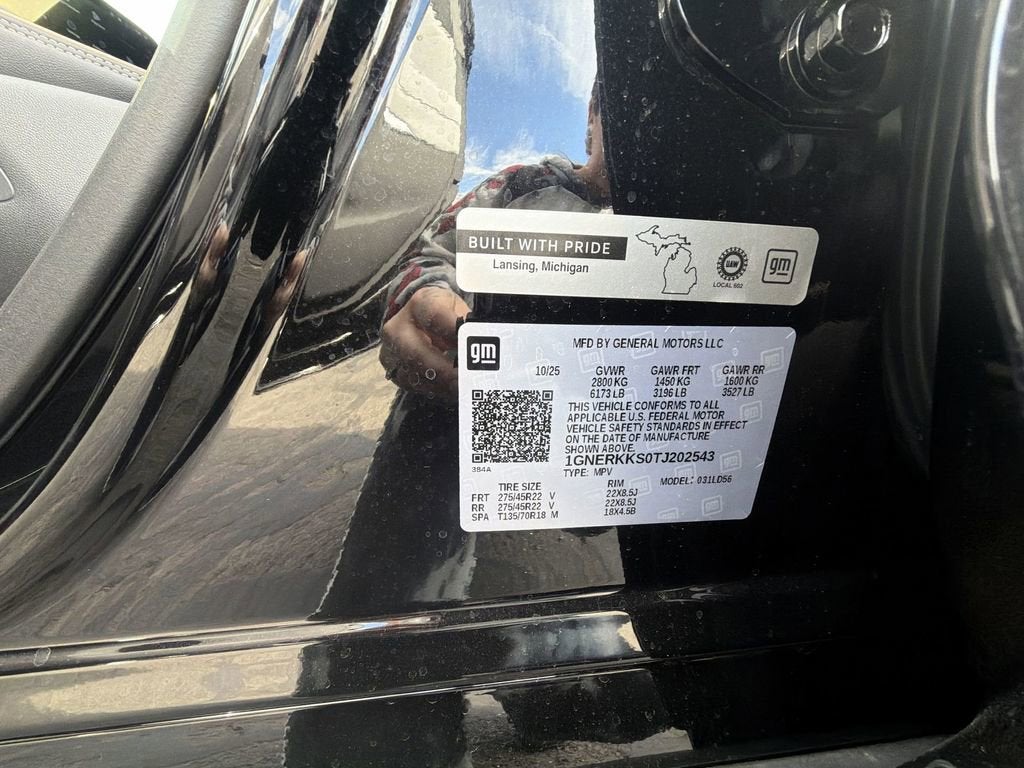 BUILT WITH PRIDE
Lansing, Michigan
UAW
LOCAL 602
gm
gm
MFD BY GENERAL MOTORS LLC
10/25 GVWR GAWR FRT GAWR RR
2800 KG 1450 KG 1600 KG
6173 LB 3196 LB 3527 LB
THIS VEHICLE CONFORMS TO ALL
APPLICABLE U.S. FEDERAL MOTOR
VEHICLE SAFETY STANDARDS IN EFFECT
ON THE DATE OF MANUFACTURE
SHOWN ABOVE.
384A
1GNERKKS0TJ202543
TYPE: MPV MODEL: 031LD56
TIRE SIZE RIM
FRT 275/45R22 V 22X8.5J
RR 275/45R22 V 22X8.5J
SPA T135/70R18 M 18X4.5B